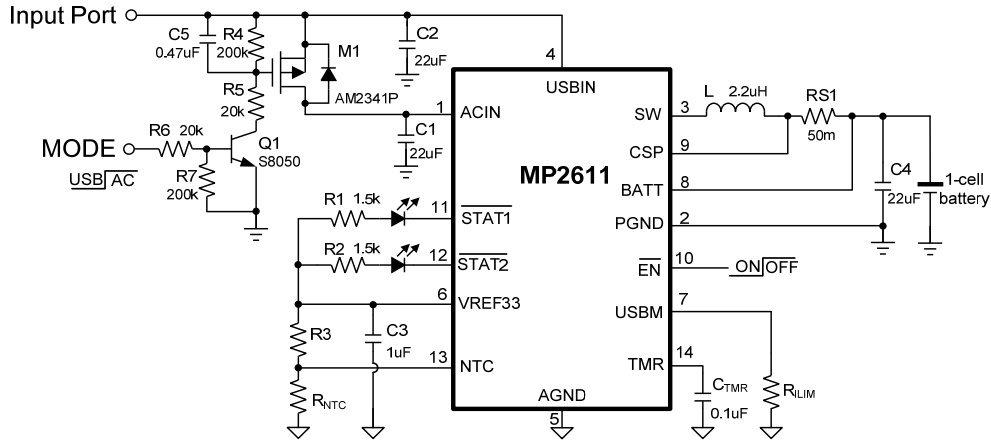 Input Port
C5
0.47uF
R4
200k
M1
AM2341P
C2
22uF
R5
20k
MODE
R6 20k
Q1
S8050
USB AC
R7
200k
C1
22uF
4
USBIN
1
ACIN
MP2611
SW
3
L 2.2uH
RS1
50m
CSP
9
BATT
8
C4
22uF
1-cell
battery
PGND
2
R1 1.5k
11
STAT1
R2 1.5k
12
STAT2
EN
10
ON OFF
6
VREF33
USBM
7
R3
C3
1uF
13
NTC
TMR
14
RNTC
AGND
5
CTMR
0.1uF
RILIM